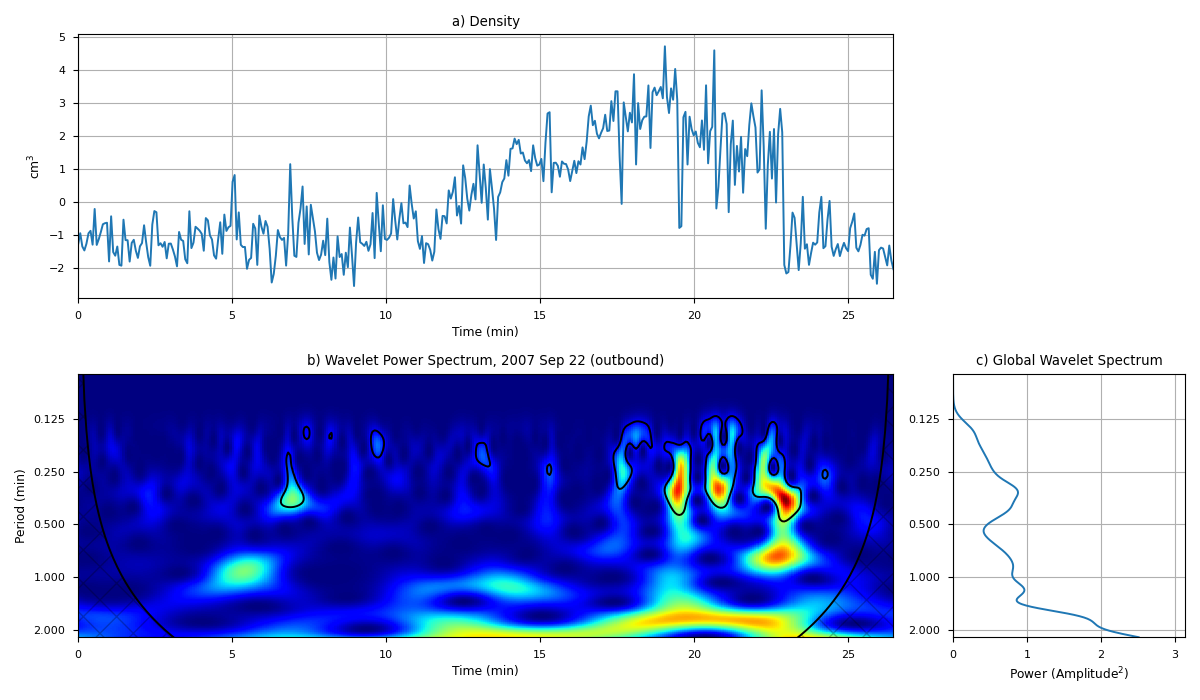 a) Density
5
4
3
2
1
0
−1
−2
cm³
0 5 10 15 20 25
Time (min)
b) Wavelet Power Spectrum, 2007 Sep 22 (outbound)
0.125
0.250
0.500
1.000
2.000
Period (min)
0 5 10 15 20 25
Time (min)
c) Global Wavelet Spectrum
0.125
0.250
0.500
1.000
2.000
0 1 2 3
Power (Amplitude²)